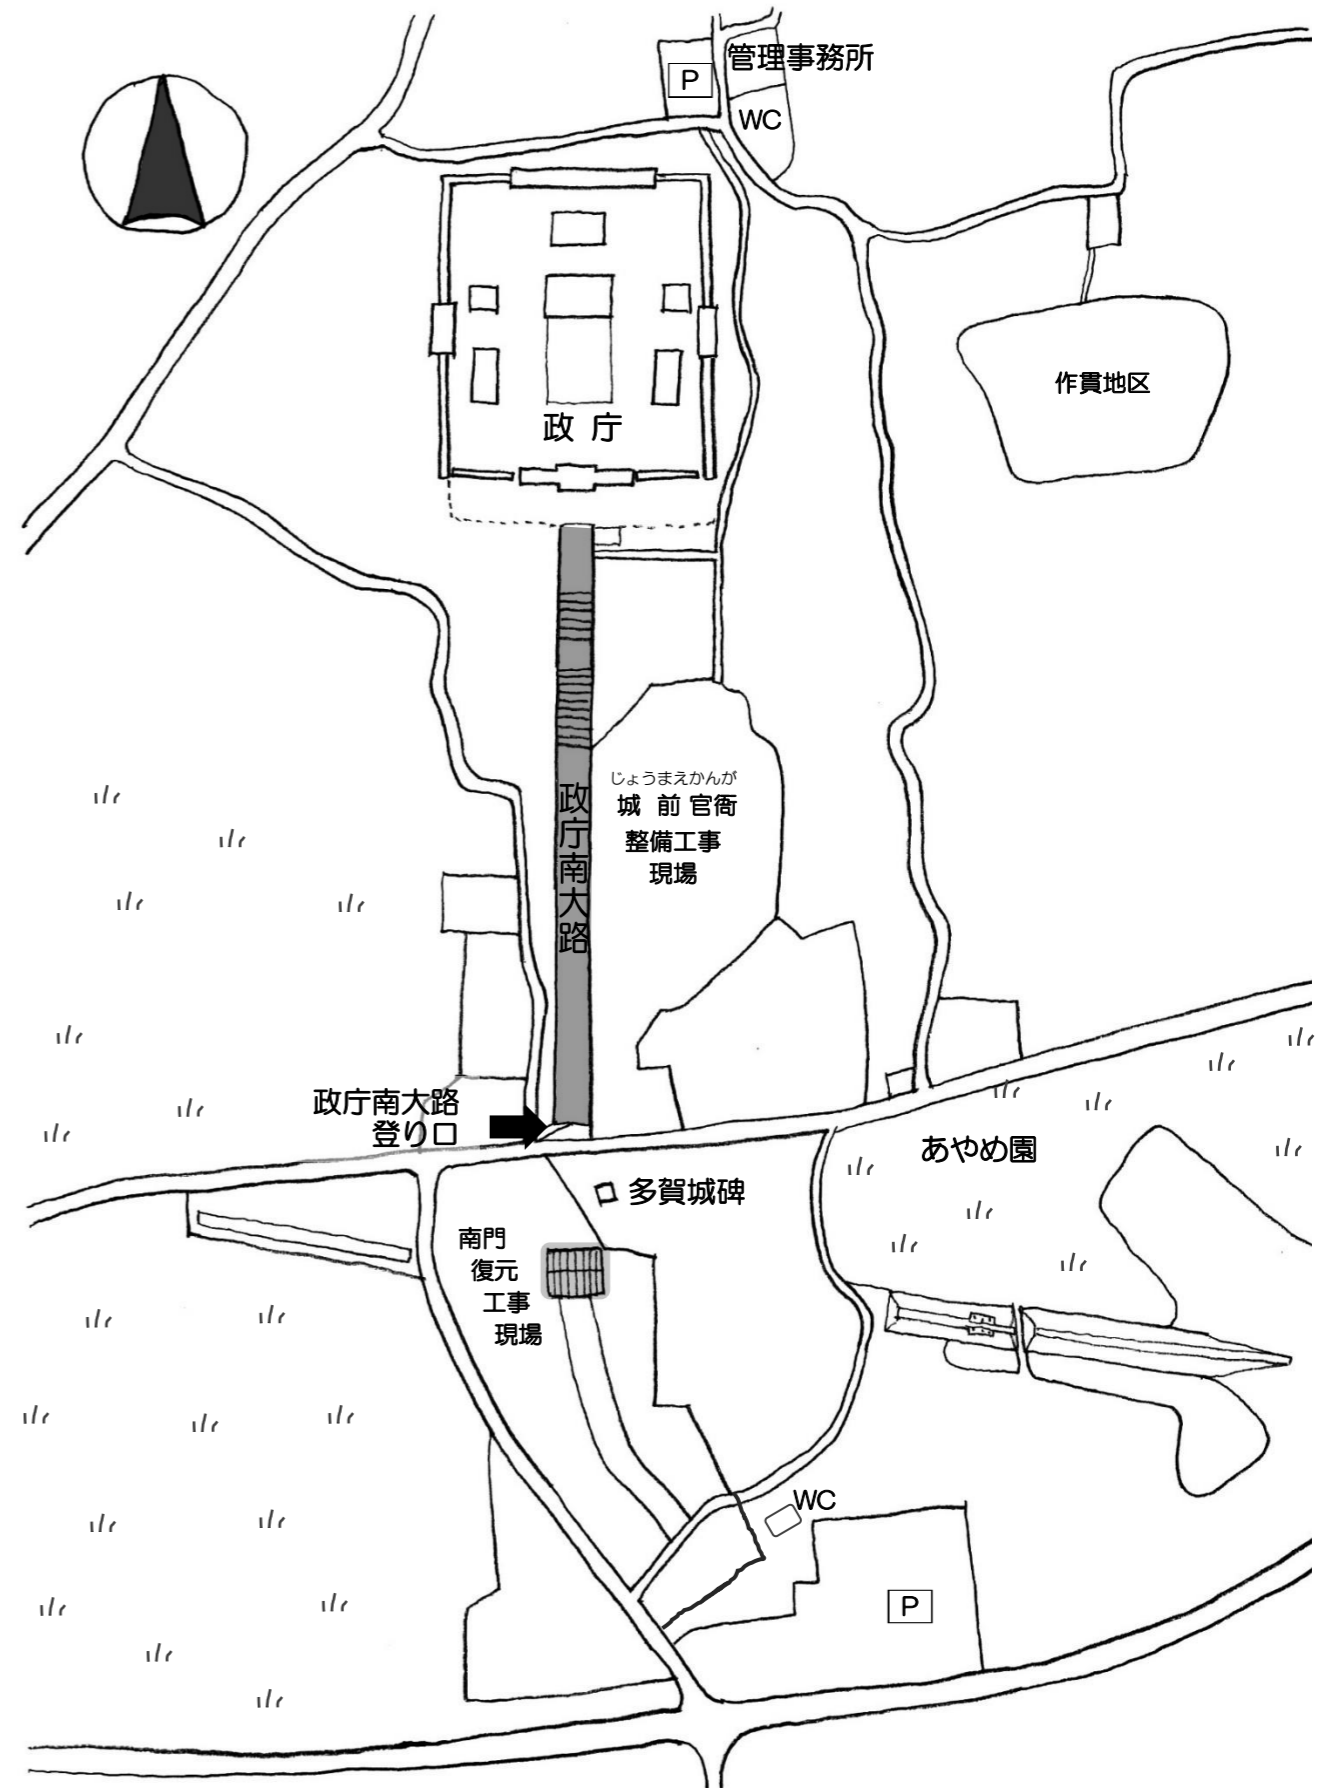 管理事務所
P
WC
政 庁
作貫地区
政庁南大路
じょうまえかんが
城 前 官衙
整備工事
現場
政庁南大路
登り口
あやめ園
多賀城碑
南門
復元
工事
現場
WC
P